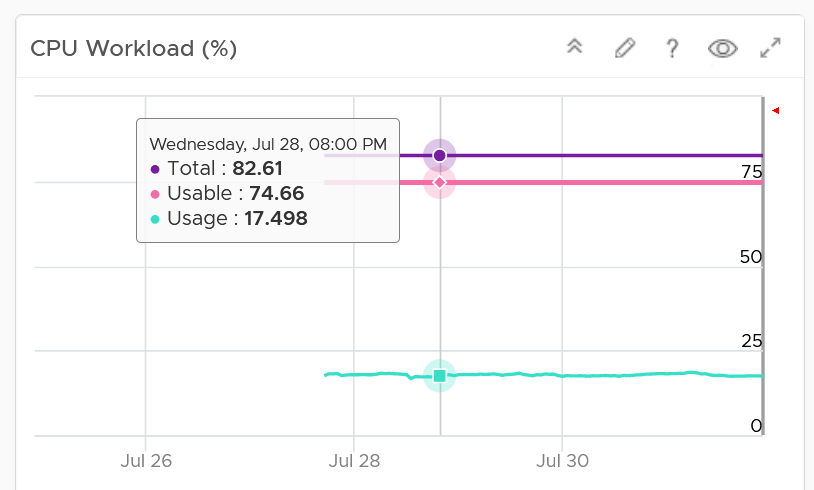 CPU Workload (%)
?
Wednesday, Jul 28, 08:00 PM
Total : 82.61
Usable : 74.66
Usage : 17.498
75
50
25
0
Jul 26
Jul 28
Jul 30